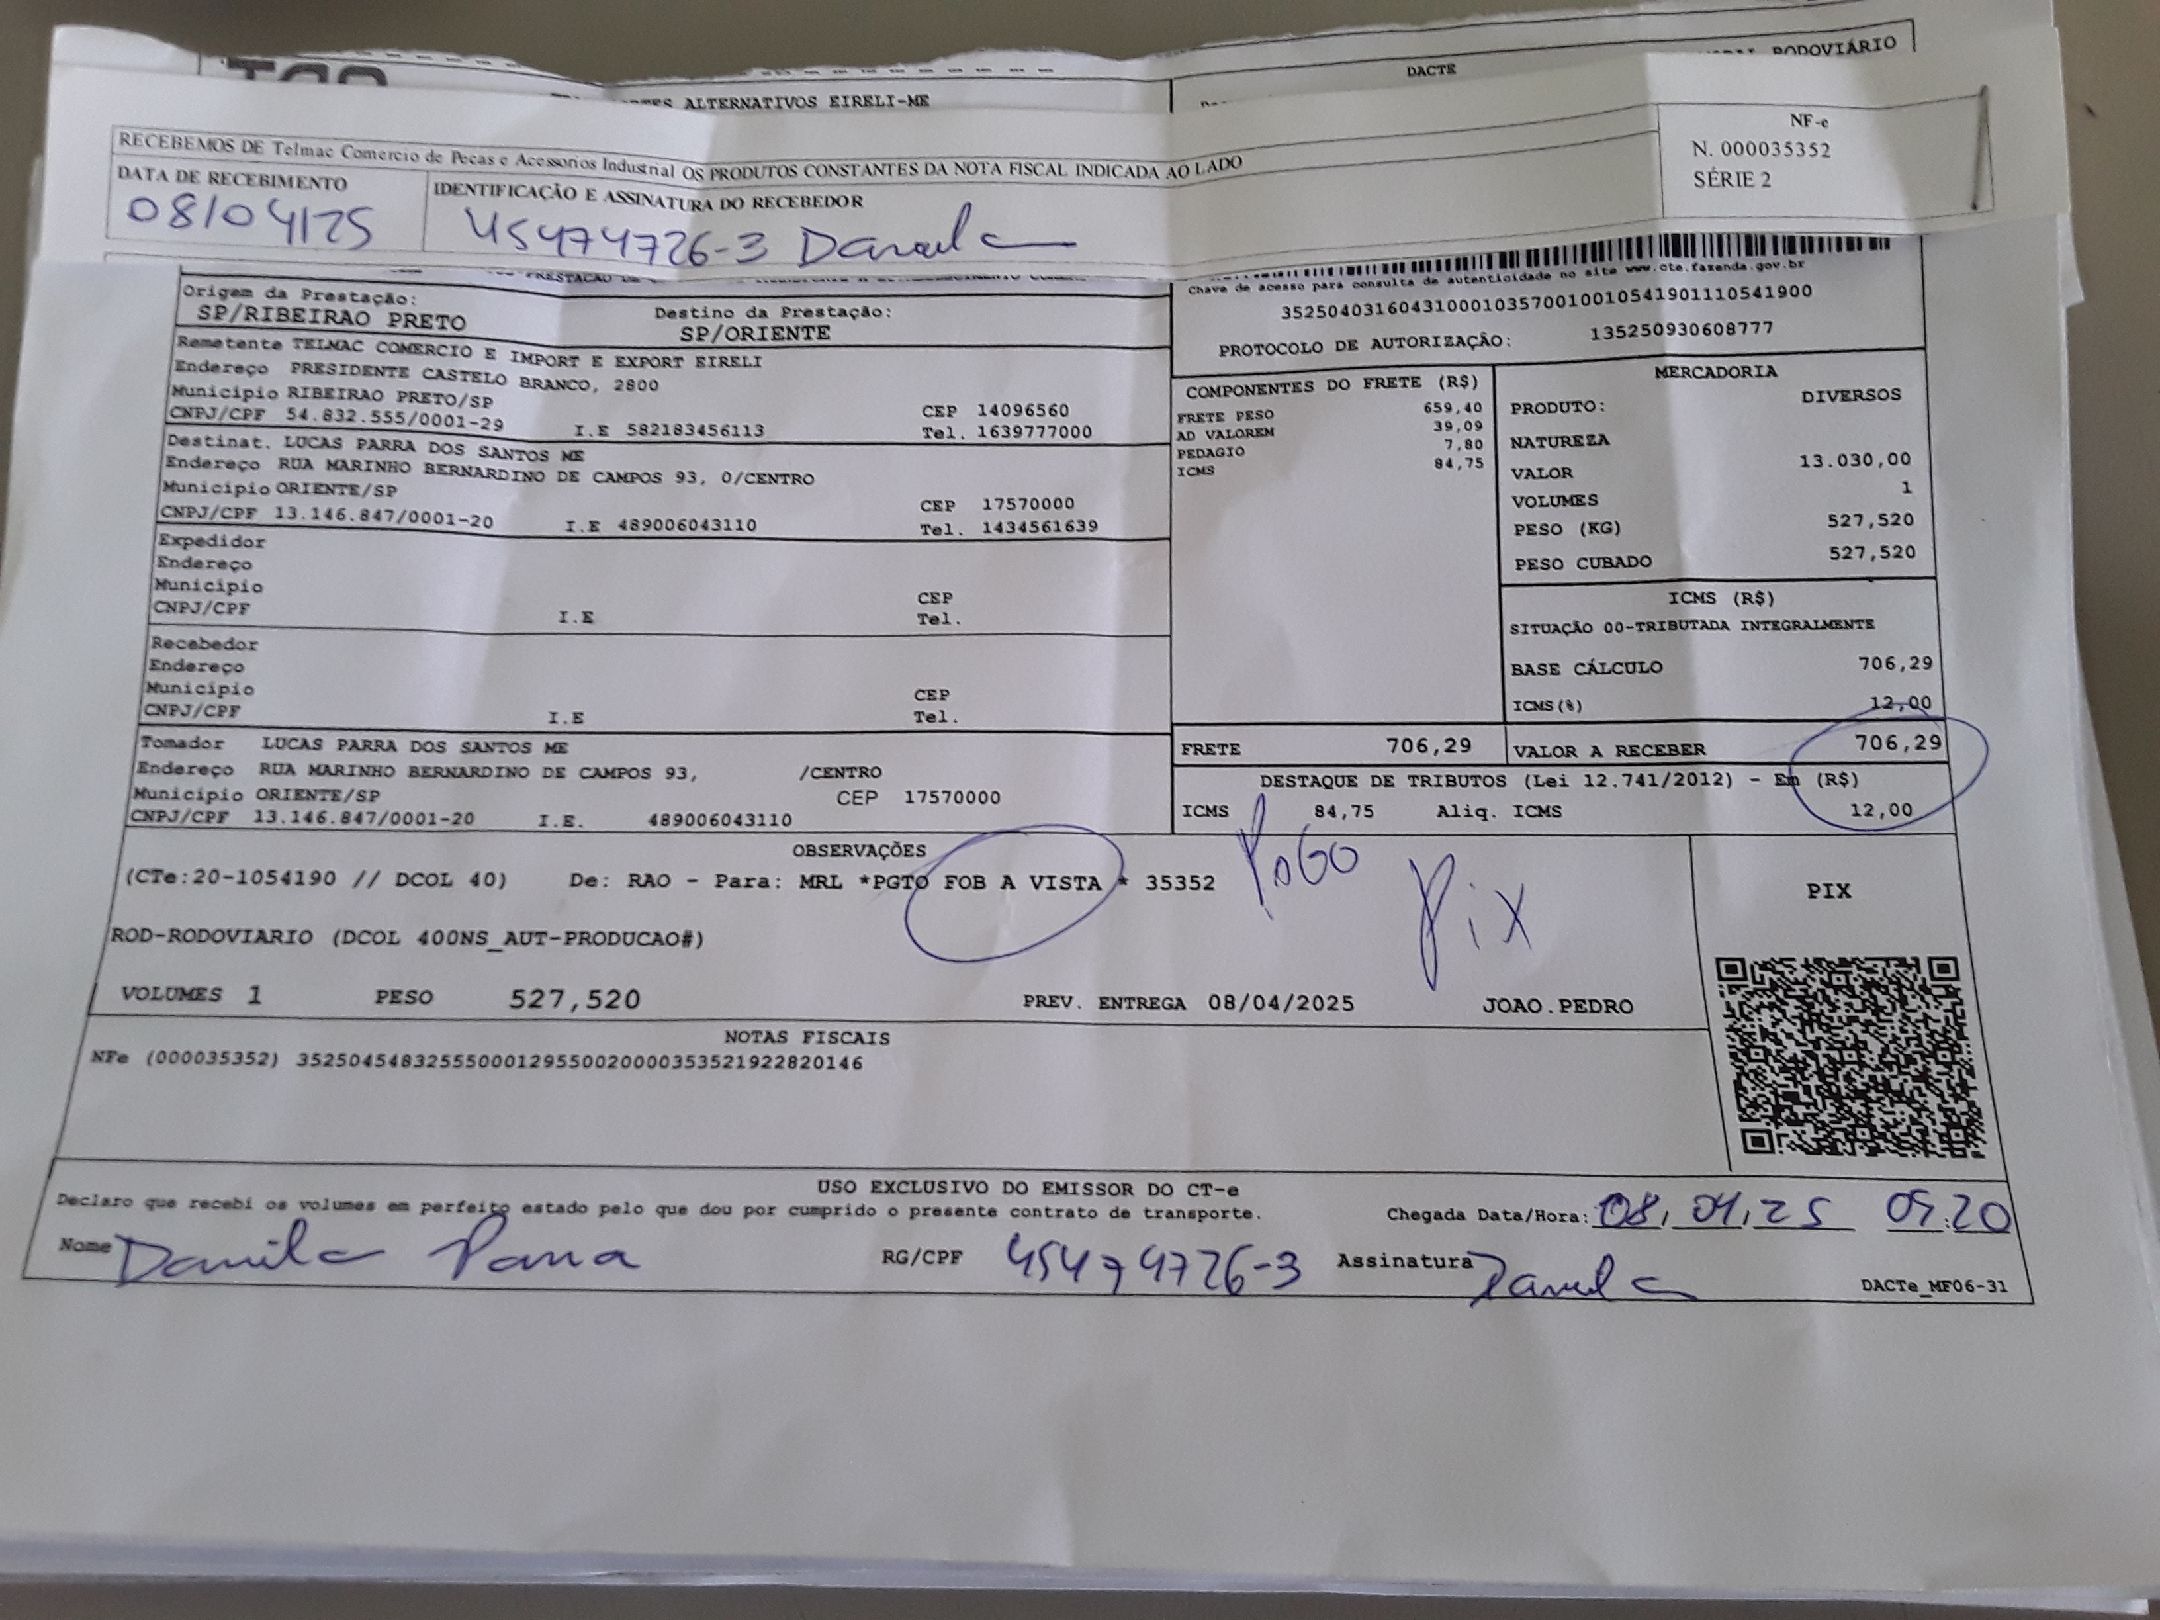 DACTE
RODOVIÁRIO
ALTERNATIVOS EIRELI-ME
RECEBEMOS DE Telmac Comercio de Pecas e Acessorios Industrial OS PRODUTOS CONSTANTES DA NOTA FISCAL INDICADA AO LADO
NF-e
N. 000035352
SÉRIE 2
DATA DE RECEBIMENTO
08/04/25
IDENTIFICAÇÃO E ASSINATURA DO RECEBEDOR
45474726-3 Danila
Chave de acesso para consulta de autenticidade no site www.cte.fazenda.gov.br
35250403160431000103570010010541901110541900
PROTOCOLO DE AUTORIZAÇÃO: 135250930608777
Origem da Prestação:
SP/RIBEIRAO PRETO
Destino da Prestação:
SP/ORIENTE
Remetente TELMAC COMERCIO E IMPORT E EXPORT EIRELI
Endereço PRESIDENTE CASTELO BRANCO, 2800
Município RIBEIRAO PRETO/SP CEP 14096560
CNPJ/CPF 54.832.555/0001-29 I.E 582183456113 Tel. 1639777000
Destinat. LUCAS PARRA DOS SANTOS ME
Endereço RUA MARINHO BERNARDINO DE CAMPOS 93, 0/CENTRO
Município ORIENTE/SP CEP 17570000
CNPJ/CPF 13.146.847/0001-20 I.E 489006043110 Tel. 1434561639
Expedidor
Endereço
Município CEP
CNPJ/CPF I.E Tel.
Recebedor
Endereço
Município CEP
CNPJ/CPF I.E Tel.
Tomador LUCAS PARRA DOS SANTOS ME
Endereço RUA MARINHO BERNARDINO DE CAMPOS 93, /CENTRO
Município ORIENTE/SP CEP 17570000
CNPJ/CPF 13.146.847/0001-20 I.E. 489006043110
COMPONENTES DO FRETE (R$)
FRETE PESO 659,40
AD VALOREM 39,09
PEDAGIO 7,80
ICMS 84,75
MERCADORIA
PRODUTO: DIVERSOS
NATUREZA
VALOR 13.030,00
VOLUMES 1
PESO (KG) 527,520
PESO CUBADO 527,520
ICMS (R$)
SITUAÇÃO 00-TRIBUTADA INTEGRALMENTE
BASE CÁLCULO 706,29
ICMS(%) 12,00
FRETE 706,29 VALOR A RECEBER 706,29
DESTAQUE DE TRIBUTOS (Lei 12.741/2012) - Em (R$)
ICMS 84,75 Aliq. ICMS 12,00
OBSERVAÇÕES
(CTe:20-1054190 // DCOL 40) De: RAO - Para: MRL *PGTO FOB A VISTA * 35352
PAGO
Pix
PIX
ROD-RODOVIARIO (DCOL 400NS_AUT-PRODUCAO#)
VOLUMES 1 PESO 527,520 PREV. ENTREGA 08/04/2025 JOAO.PEDRO
NOTAS FISCAIS
NFe (000035352) 35250454832555000129550020000353521922820146
USO EXCLUSIVO DO EMISSOR DO CT-e
Declaro que recebi os volumes em perfeito estado pelo que dou por cumprido o presente contrato de transporte.
Chegada Data/Hora: 08, 04, 25 09:20
Nome Danila Parra RG/CPF 45474726-3 Assinatura Danila
DACTe_MF06-31